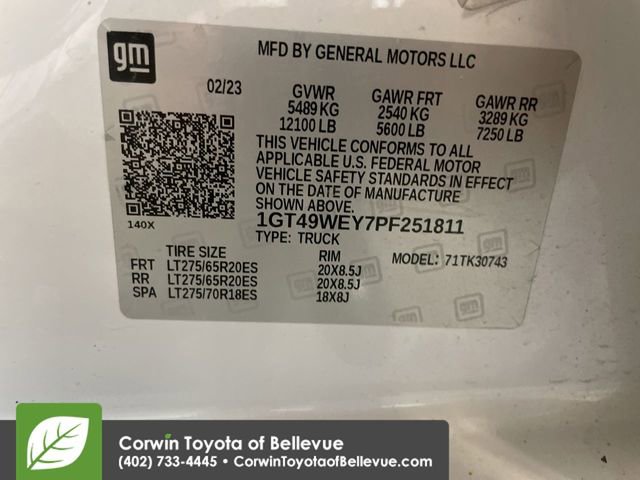 gm
MFD BY GENERAL MOTORS LLC
02/23
GVWR GAWR FRT GAWR RR
5489 KG 2540 KG 3289 KG
12100 LB 5600 LB 7250 LB
THIS VEHICLE CONFORMS TO ALL
APPLICABLE U.S. FEDERAL MOTOR
VEHICLE SAFETY STANDARDS IN EFFECT
ON THE DATE OF MANUFACTURE
SHOWN ABOVE.
140X
1GT49WEY7PF251811
TYPE: TRUCK
MODEL: 71TK30743
TIRE SIZE RIM
FRT LT275/65R20ES 20X8.5J
RR LT275/65R20ES 20X8.5J
SPA LT275/70R18ES 18X8J
Corwin Toyota of Bellevue
(402) 733-4445 • CorwinToyotaofBellevue.com